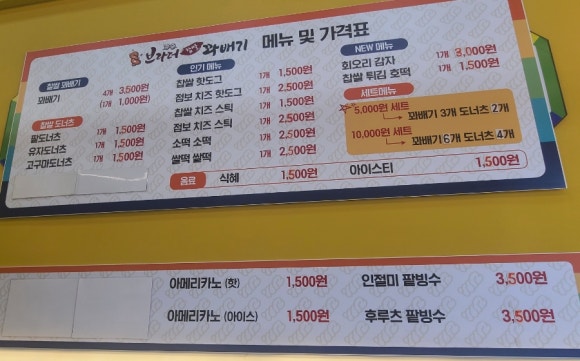 브라더 꽈배기 메뉴 및 가격표
찹쌀 꽈배기
꽈배기 4개 3,500원
(1개 1,000원)
찹쌀 도너츠
팥도너츠 1개 1,500원
유자도너츠 1개 1,500원
고구마도너츠 1개 1,500원
인기 메뉴
찹쌀 핫도그 1개 1,500원
점보 핫도그 1개 2,500원
찹쌀 치즈 스틱 1개 1,500원
점보 치즈 스틱 1개 2,500원
소떡 소떡 1개 2,500원
쌀떡 쌀떡 1개 2,500원
NEW 메뉴
회오리 감자 1개 3,000원
찹쌀 튀김 호떡 1개 1,500원
세트메뉴
5,000원 세트
꽈배기 3개 도너츠 2개
10,000원 세트
꽈배기 6개 도너츠 4개
음료 식혜 1,500원 아이스티 1,500원
아메리카노 (핫) 1,500원 인절미 팥빙수 3,500원
아메리카노 (아이스) 1,500원 후루츠 팥빙수 3,500원